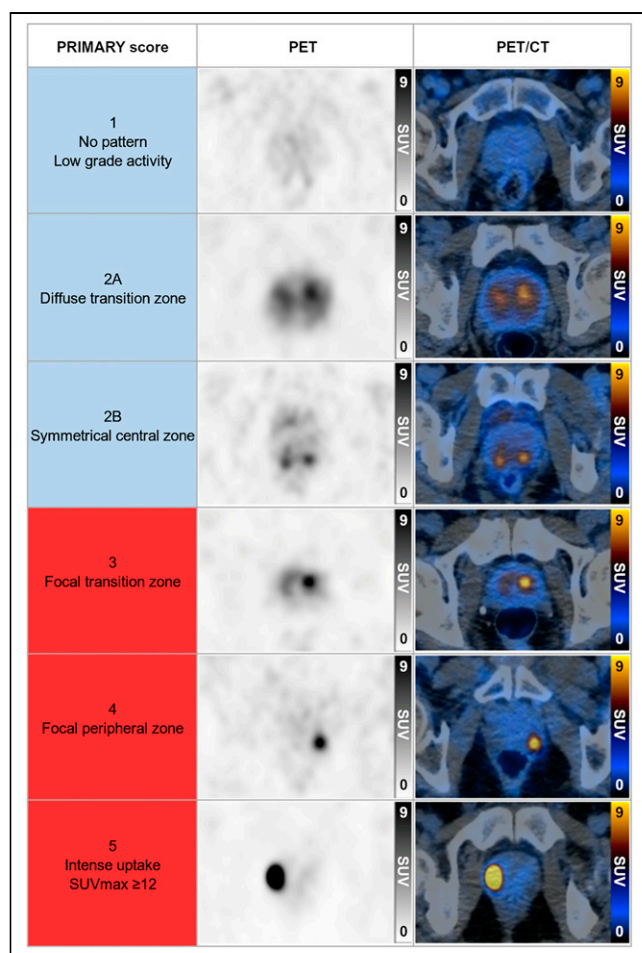 PRIMARY score PET PET/CT
1
No pattern
Low grade activity
9 SUV 0
9 SUV 0
2A
Diffuse transition zone
9 SUV 0
9 SUV 0
2B
Symmetrical central zone
9 SUV 0
9 SUV 0
3
Focal transition zone
9 SUV 0
9 SUV 0
4
Focal peripheral zone
9 SUV 0
9 SUV 0
5
Intense uptake
SUVmax ≥12
9 SUV 0
9 SUV 0